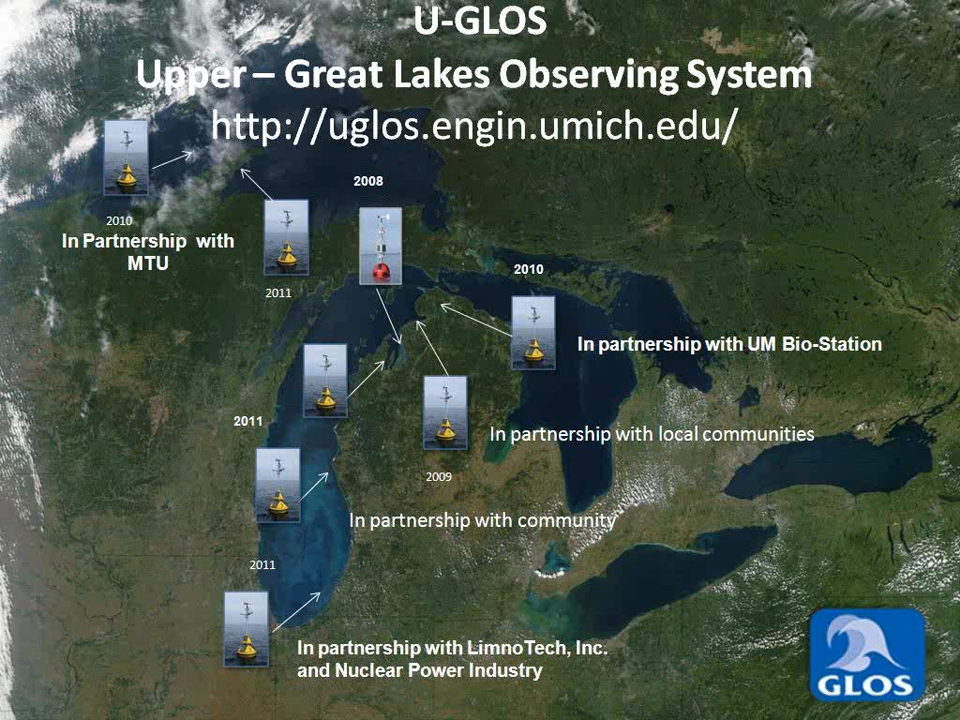 U-GLOS
Upper – Great Lakes Observing System
http://uglos.engin.umich.edu/
2008
2010
In Partnership with
MTU
2011
2010
In partnership with UM Bio-Station
2011
In partnership with local communities
2009
In partnership with community
2011
In partnership with LimnoTech, Inc.
and Nuclear Power Industry
GLOS